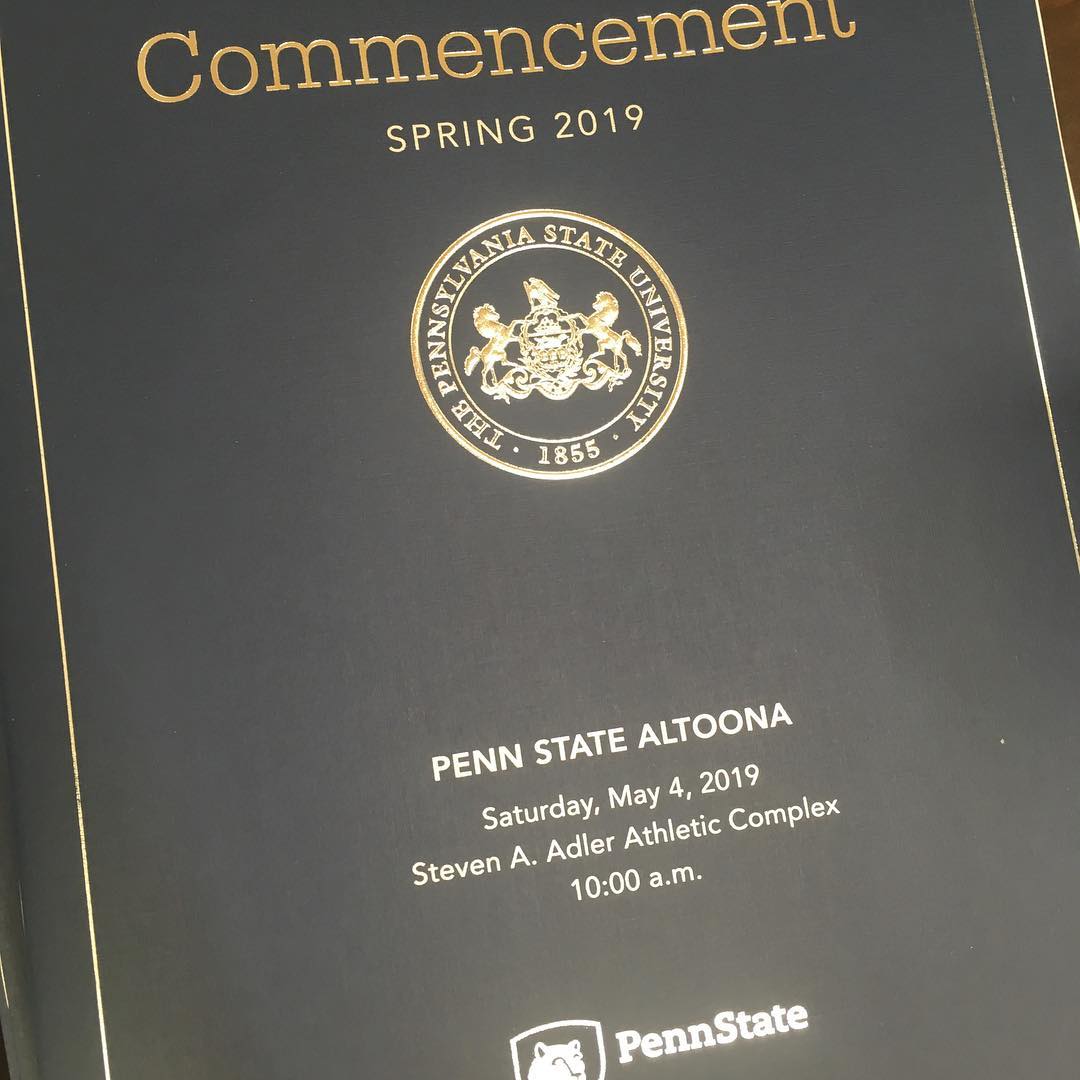 Commencement
SPRING 2019
THE PENNSYLVANIA STATE UNIVERSITY
· 1855 ·
PENN STATE ALTOONA
Saturday, May 4, 2019
Steven A. Adler Athletic Complex
10:00 a.m.
PennState